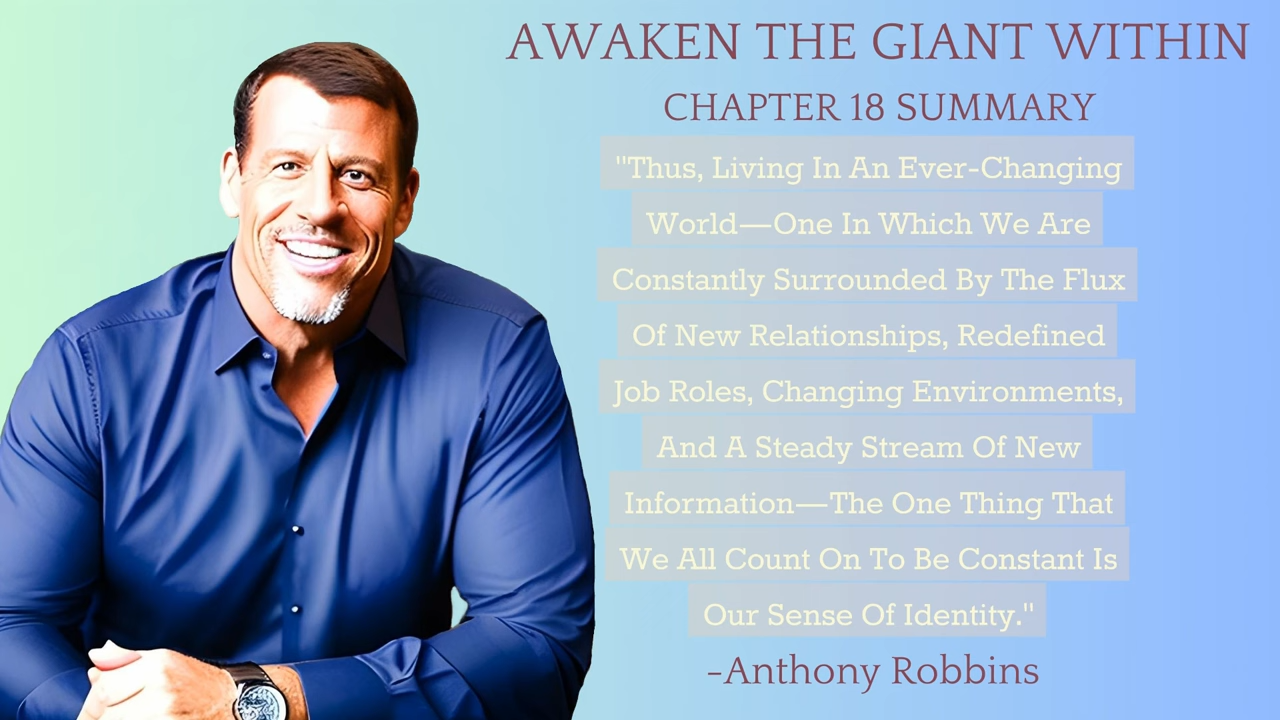 AWAKEN THE GIANT WITHIN
CHAPTER 18 SUMMARY
"Thus, Living In An Ever-Changing
World—One In Which We Are
Constantly Surrounded By The Flux
Of New Relationships, Redefined
Job Roles, Changing Environments,
And A Steady Stream Of New
Information—The One Thing That
We All Count On To Be Constant Is
Our Sense Of Identity."
–Anthony Robbins